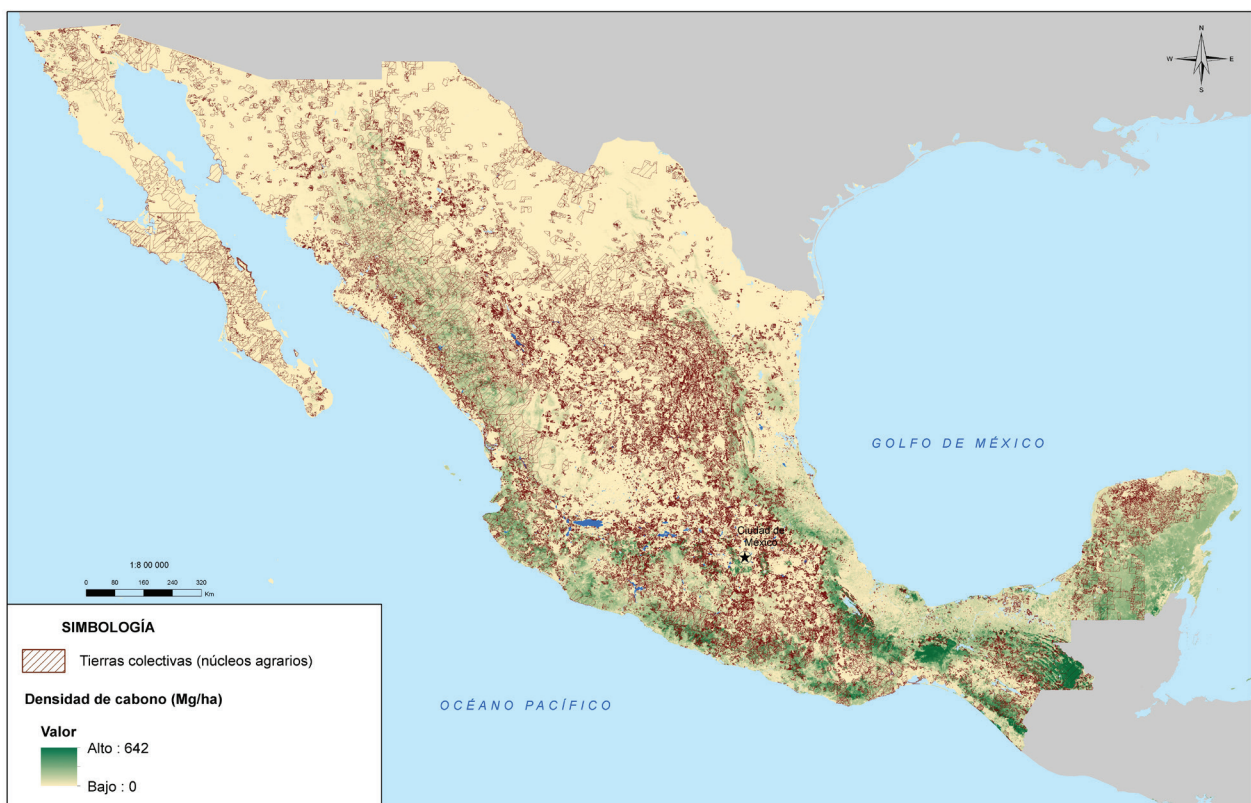 N
W E
S
GOLFO DE MÉXICO
Ciudad de
México
OCÉANO PACÍFICO
1:8 00 000
0 80 160 240 320
Km
SIMBOLOGÍA
Tierras colectivas (núcleos agrarios)
Densidad de cabono (Mg/ha)
Valor
Alto : 642
Bajo : 0